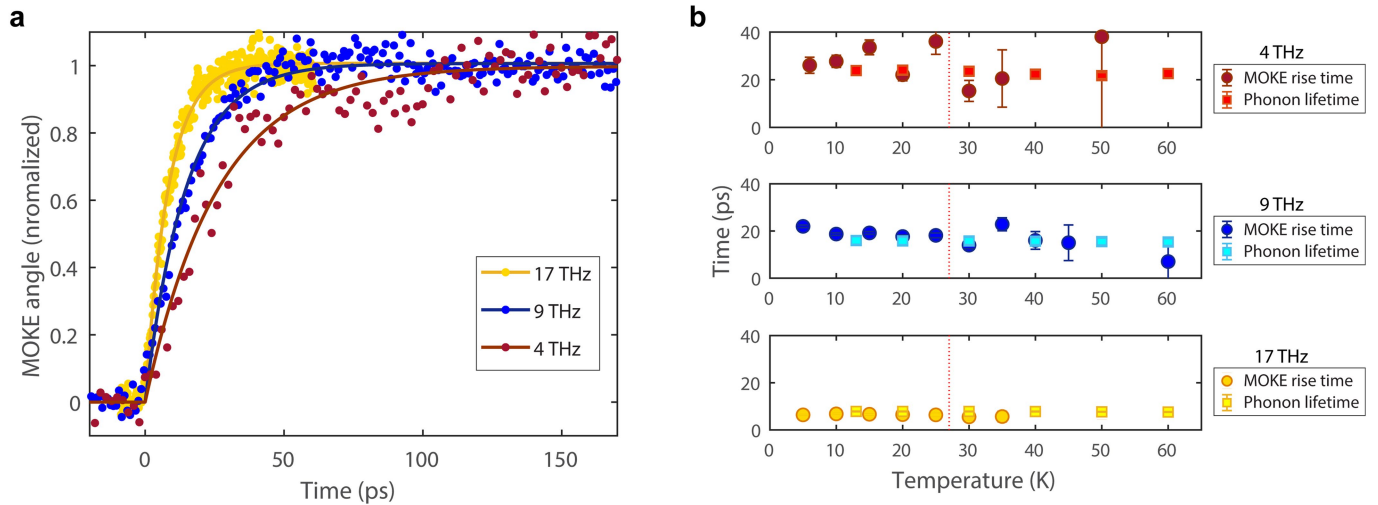 a
MOKE angle (nromalized)
1
0.8
0.6
0.4
0.2
0
17 THz
9 THz
4 THz
0 50 100 150
Time (ps)
b
Time (ps)
40
20
0
0 10 20 30 40 50 60
4 THz
MOKE rise time
Phonon lifetime
40
20
0
0 10 20 30 40 50 60
9 THz
MOKE rise time
Phonon lifetime
40
20
0
0 10 20 30 40 50 60
17 THz
MOKE rise time
Phonon lifetime
Temperature (K)